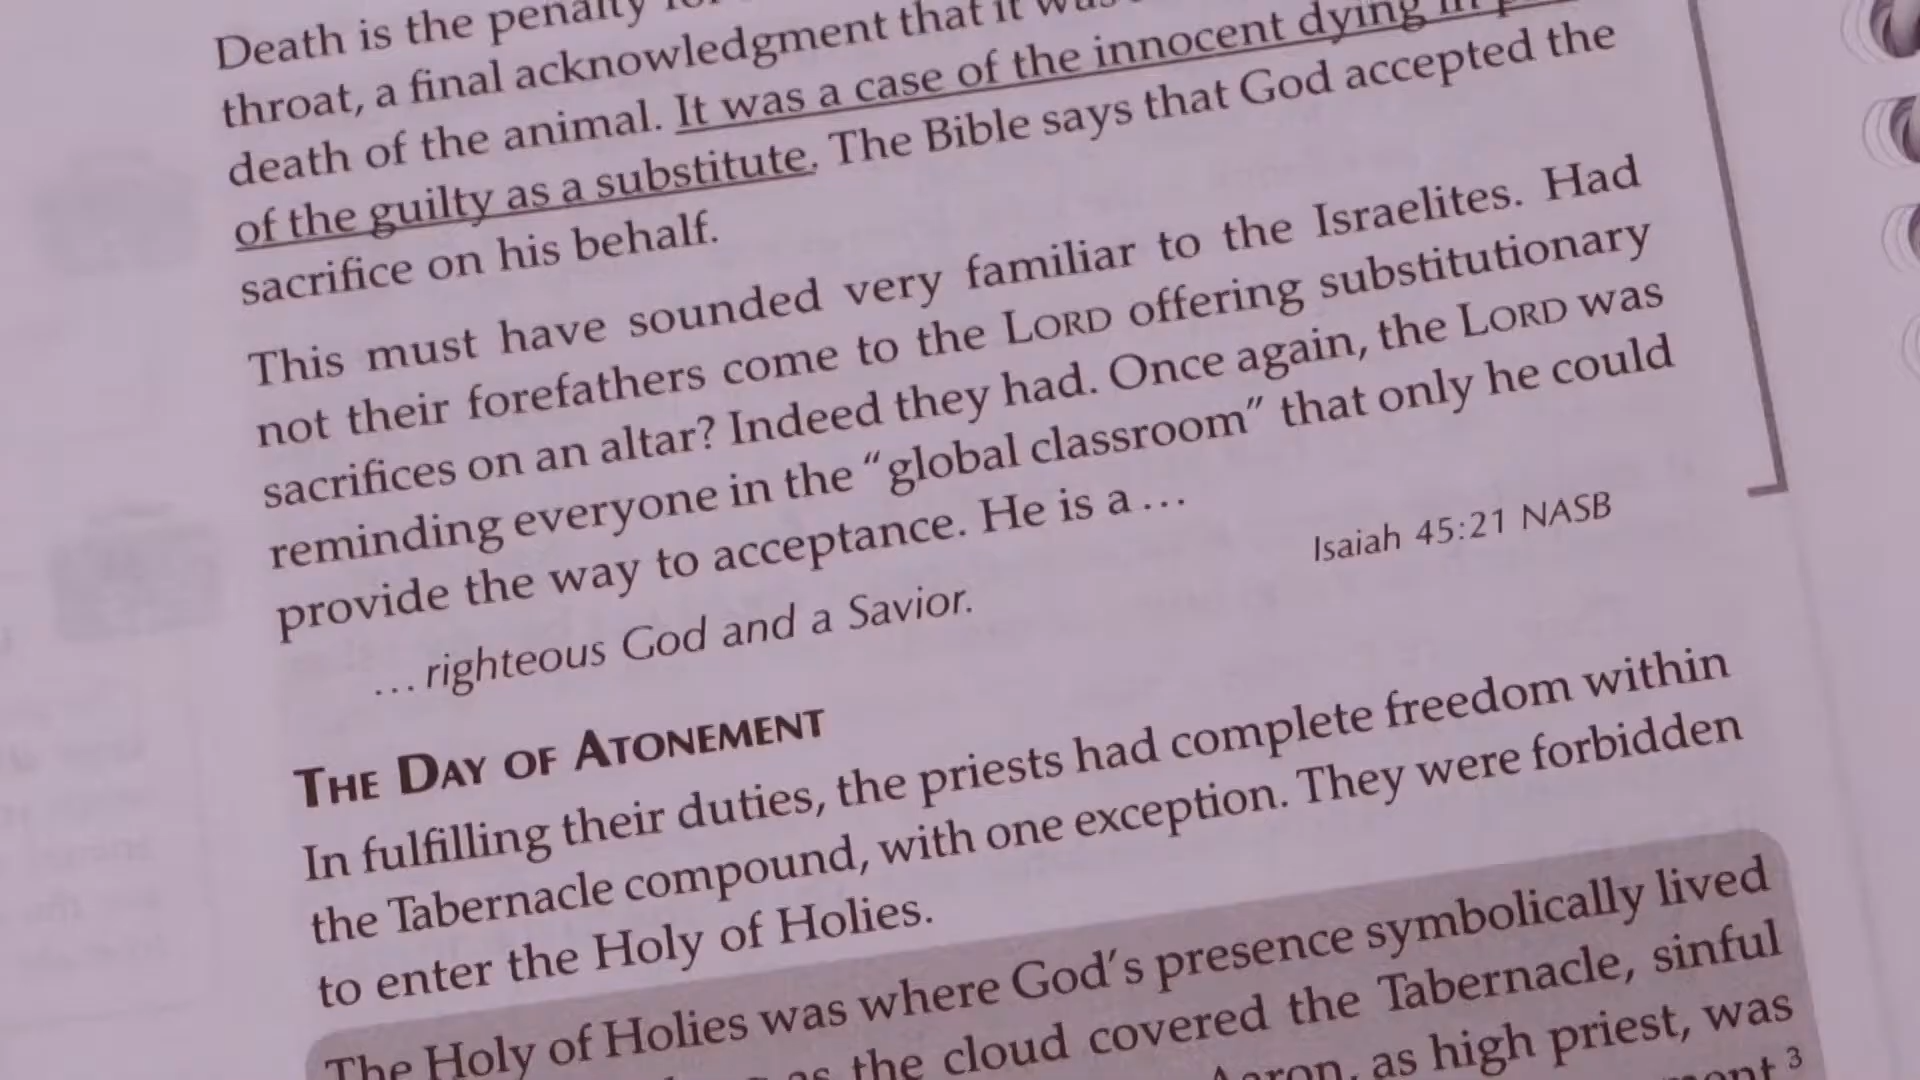 Death is the penalty
throat, a final acknowledgment that it was
death of the animal. It was a case of the innocent dying in
of the guilty as a substitute. The Bible says that God accepted the
sacrifice on his behalf.
This must have sounded very familiar to the Israelites. Had
not their forefathers come to the LORD offering substitutionary
sacrifices on an altar? Indeed they had. Once again, the LORD was
reminding everyone in the “global classroom” that only he could
provide the way to acceptance. He is a…
…righteous God and a Savior.
Isaiah 45:21 NASB
THE DAY OF ATONEMENT
In fulfilling their duties, the priests had complete freedom within
the Tabernacle compound, with one exception. They were forbidden
to enter the Holy of Holies.
The Holy of Holies was where God’s presence symbolically lived
as the cloud covered the Tabernacle, sinful
Aaron, as high priest, was
3